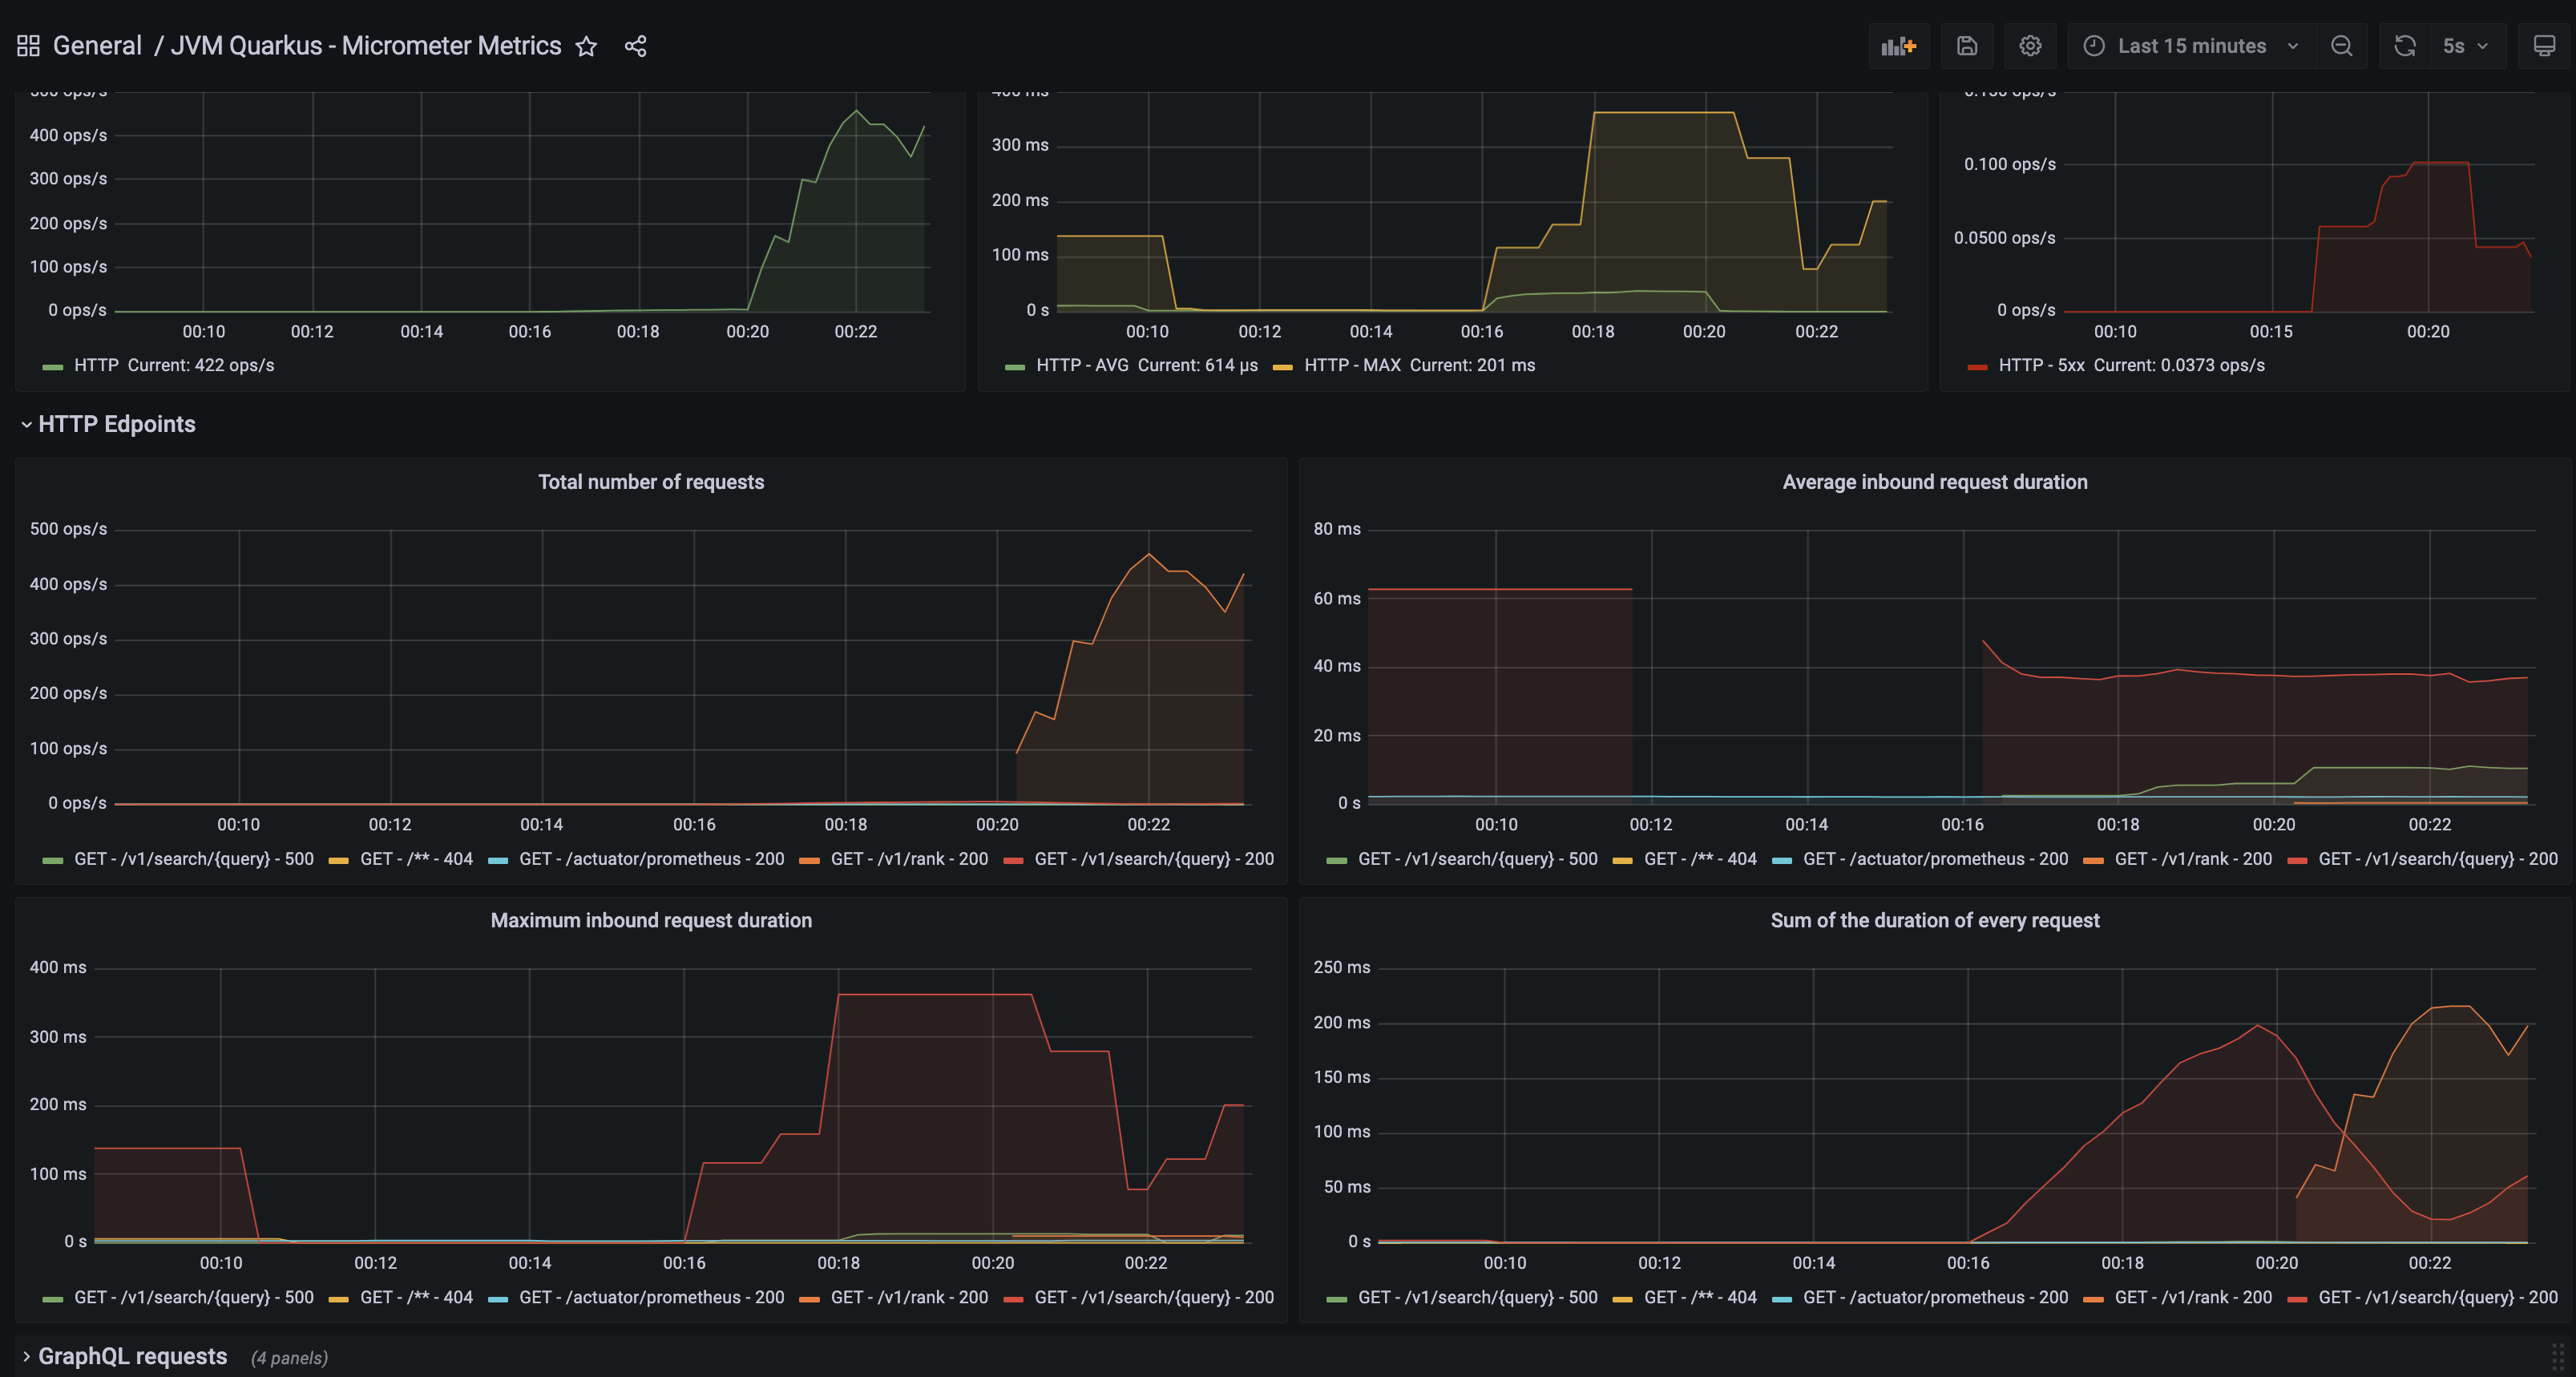 General / JVM Quarkus - Micrometer Metrics
Last 15 minutes
5s
400 ops/s
300 ops/s
200 ops/s
100 ops/s
0 ops/s
00:10 00:12 00:14 00:16 00:18 00:20 00:22
HTTP Current: 422 ops/s
300 ms
200 ms
100 ms
0 s
00:10 00:12 00:14 00:16 00:18 00:20 00:22
HTTP - AVG Current: 614 µs HTTP - MAX Current: 201 ms
0.100 ops/s
0.0500 ops/s
0 ops/s
00:10 00:15 00:20
HTTP - 5xx Current: 0.0373 ops/s
HTTP Edpoints
Total number of requests
500 ops/s
400 ops/s
300 ops/s
200 ops/s
100 ops/s
0 ops/s
00:10 00:12 00:14 00:16 00:18 00:20 00:22
GET - /v1/search/{query} - 500 GET - /** - 404 GET - /actuator/prometheus - 200 GET - /v1/rank - 200 GET - /v1/search/{query} - 200
Average inbound request duration
80 ms
60 ms
40 ms
20 ms
0 s
00:10 00:12 00:14 00:16 00:18 00:20 00:22
GET - /v1/search/{query} - 500 GET - /** - 404 GET - /actuator/prometheus - 200 GET - /v1/rank - 200 GET - /v1/search/{query} - 200
Maximum inbound request duration
400 ms
300 ms
200 ms
100 ms
0 s
00:10 00:12 00:14 00:16 00:18 00:20 00:22
GET - /v1/search/{query} - 500 GET - /** - 404 GET - /actuator/prometheus - 200 GET - /v1/rank - 200 GET - /v1/search/{query} - 200
Sum of the duration of every request
250 ms
200 ms
150 ms
100 ms
50 ms
0 s
00:10 00:12 00:14 00:16 00:18 00:20 00:22
GET - /v1/search/{query} - 500 GET - /** - 404 GET - /actuator/prometheus - 200 GET - /v1/rank - 200 GET - /v1/search/{query} - 200
GraphQL requests (4 panels)